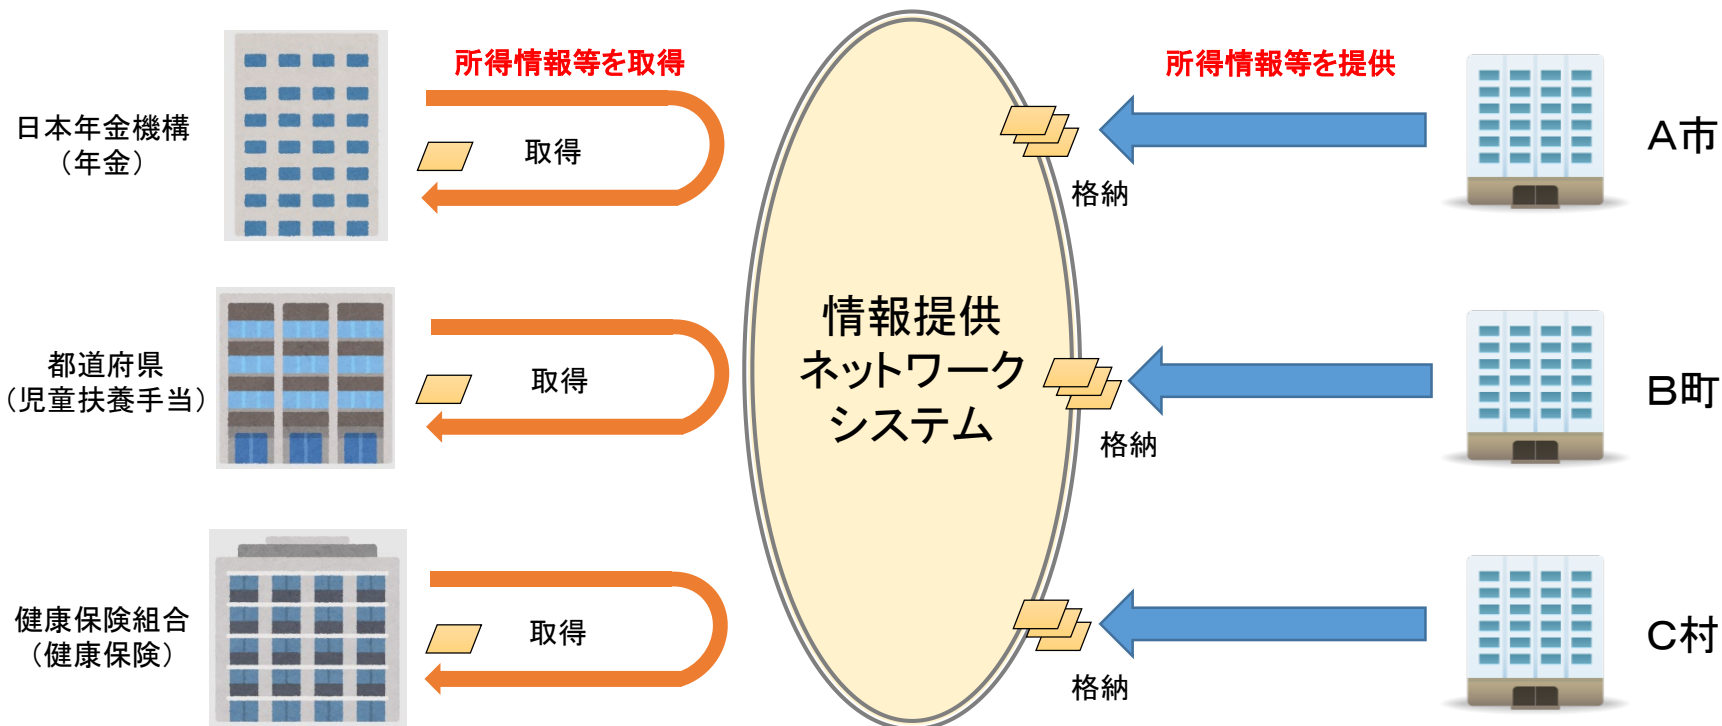 所得情報等を取得
所得情報等を提供
日本年金機構
（年金）
取得
格納
A市
都道府県
（児童扶養手当）
取得
情報提供
ネットワーク
システム
格納
B町
健康保険組合
（健康保険）
取得
格納
C村